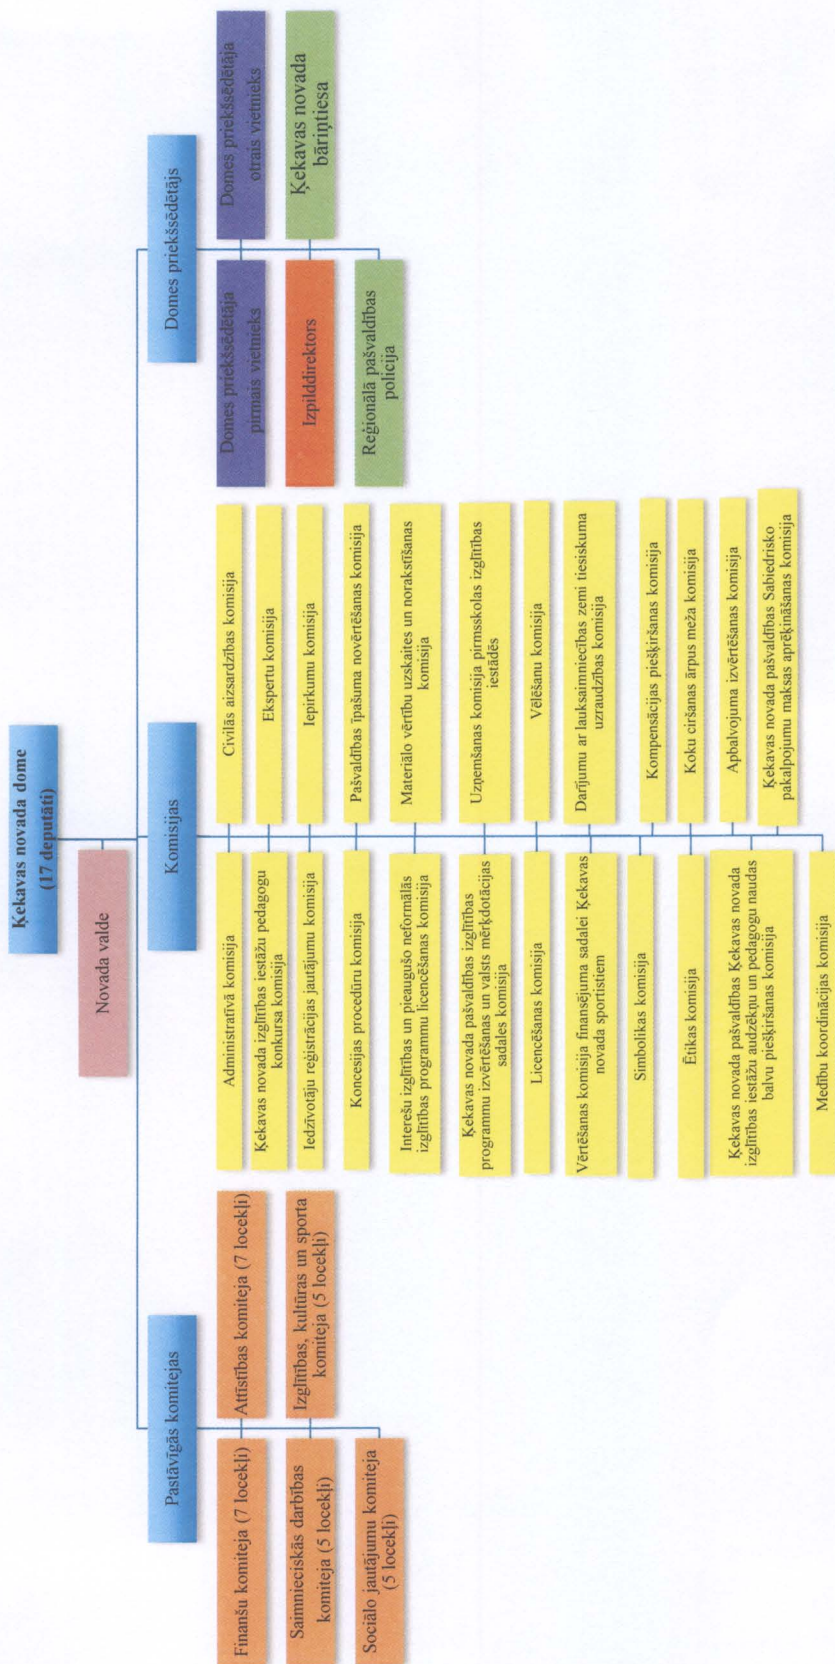 Ķekavas novada dome
(17 deputāti)
Novada valde
Pastāvīgās komitejas
Komisijas
Domes priekšsēdētājs
Finanšu komiteja (7 locekļi)
Attīstības komiteja (7 locekļi)
Saimnieciskās darbības
komiteja (5 locekļi)
Izglītības, kultūras un sporta
komiteja (5 locekļi)
Sociālo jautājumu komiteja
(5 locekļi)
Administratīvā komisija
Civilās aizsardzības komisija
Ķekavas novada izglītības iestāžu pedagogu
konkursa komisija
Ekspertu komisija
Iedzīvotāju reģistrācijas jautājumu komisija
Iepirkumu komisija
Koncesijas procedūru komisija
Pašvaldības īpašuma novērtēšanas komisija
Interešu izglītības un pieaugušo neformālās
izglītības programmu licencēšanas komisija
Materiālo vērtību uzskaites un norakstīšanas
komisija
Ķekavas novada pašvaldības izglītības
programmu izvērtēšanas un valsts mērķdotācijas
sadales komisija
Uzņemšanas komisija pirmsskolas izglītības
iestādēs
Licencēšanas komisija
Vēlēšanu komisija
Vērtēšanas komisija finansējuma sadalei Ķekavas
novada sportistiem
Darījumu ar lauksaimniecības zemi tiesiskuma
uzraudzības komisija
Simbolikas komisija
Kompensācijas piešķiršanas komisija
Ētikas komisija
Koku ciršanas ārpus meža komisija
Ķekavas novada pašvaldības Ķekavas novada
izglītības iestāžu audzēkņu un pedagogu naudas
balvu piešķiršanas komisija
Apbalvojuma izvērtēšanas komisija
Ķekavas novada pašvaldības Sabiedrisko
pakalpojumu maksas aprēķināšanas komisija
Medību koordinācijas komisija
Domes priekšsēdētāja
pirmais vietnieks
Domes priekšsēdētāja
otrais vietnieks
Izpilddirektors
Ķekavas novada
bāriņtiesa
Reģionālā pašvaldības
policija